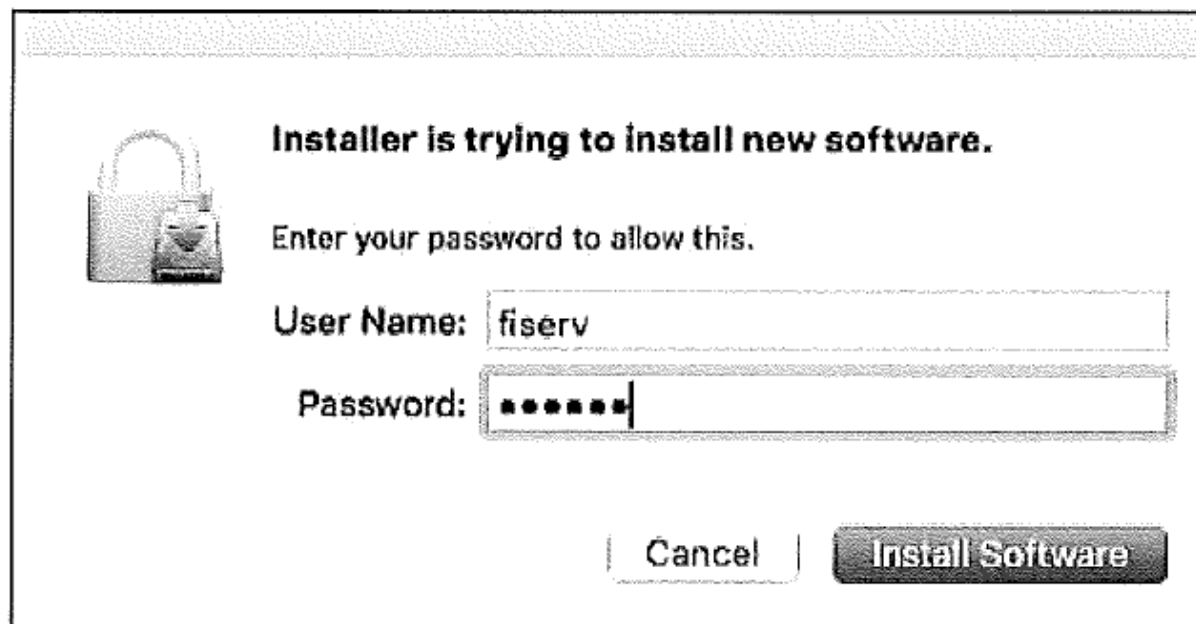 Installer is trying to install new software.
Enter your password to allow this.
User Name: fiserv
Password: ••••••
Cancel
Install Software